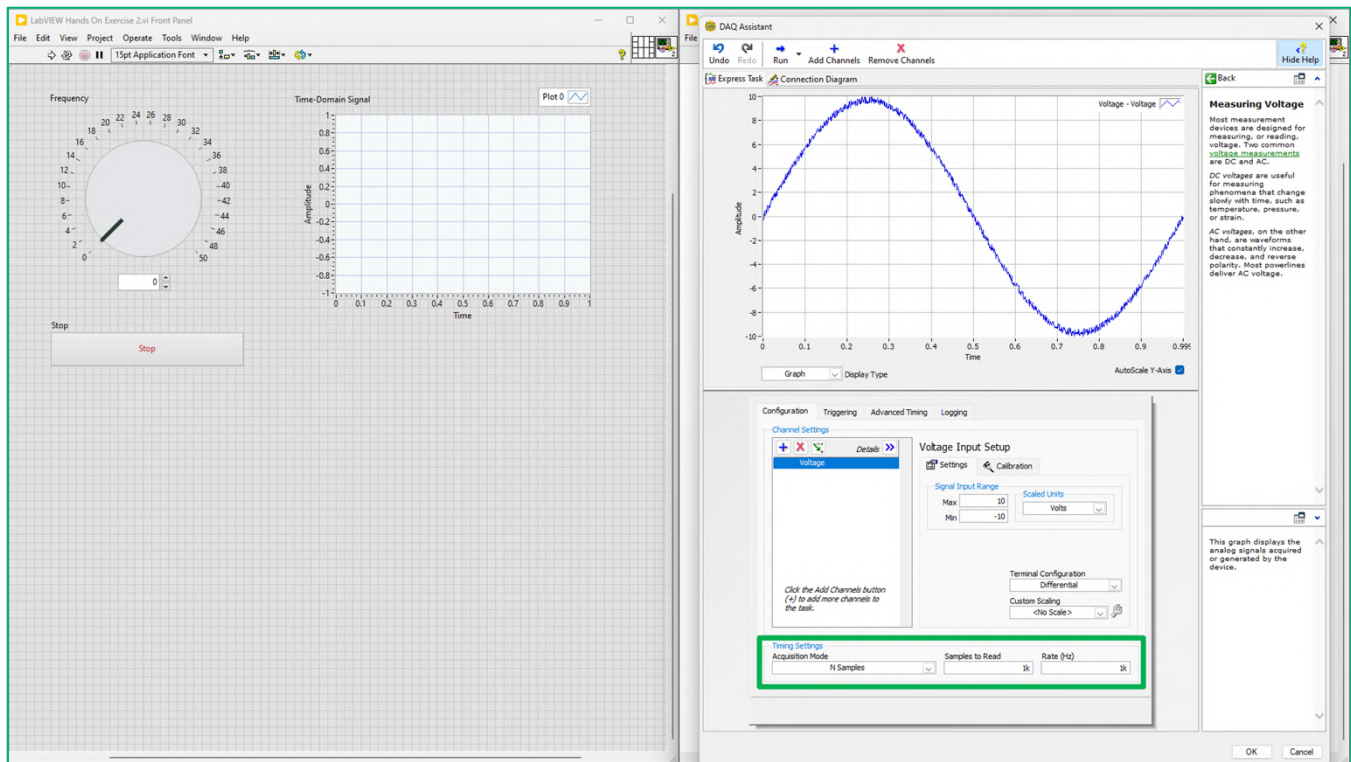 LabVIEW Hands On Exercise 2.vi Front Panel
File Edit View Project Operate Tools Window Help
15pt Application Font
2
Frequency
0
2
4
6
8
10
12
14
16
18
20
22
24
26
28
30
32
34
36
38
40
42
44
46
48
50
0
Time-Domain Signal
Plot 0
Amplitude
1
0.8
0.6
0.4
0.2
0
-0.2
-0.4
-0.6
-0.8
-1
0 0.1 0.2 0.3 0.4 0.5 0.6 0.7 0.8 0.9 1
Time
Stop
Stop
File
2
DAQ Assistant
Undo Redo Run Add Channels Remove Channels Hide Help
Express Task Connection Diagram
Voltage - Voltage
Amplitude
10
8
6
4
2
0
-2
-4
-6
-8
-10
0 0.1 0.2 0.3 0.4 0.5 0.6 0.7 0.8 0.9 0.999
Time
Graph Display Type
AutoScale Y-Axis
Configuration Triggering Advanced Timing Logging
Channel Settings
Details
Voltage
Click the Add Channels button
(+) to add more channels to
the task.
Voltage Input Setup
Settings Calibration
Signal Input Range
Max 10
Min -10
Scaled Units
Volts
Terminal Configuration
Differential
Custom Scaling
<No Scale>
Timing Settings
Acquisition Mode Samples to Read Rate (Hz)
N Samples 1k 1k
Back
Measuring Voltage
Most measurement
devices are designed for
measuring, or reading,
voltage. Two common
voltage measurements
are DC and AC.
DC voltages are useful
for measuring
phenomena that change
slowly with time, such as
temperature, pressure,
or strain.
AC voltages, on the other
hand, are waveforms
that constantly increase,
decrease, and reverse
polarity. Most powerlines
deliver AC voltage.
This graph displays the
analog signals acquired
or generated by the
device.
OK Cancel